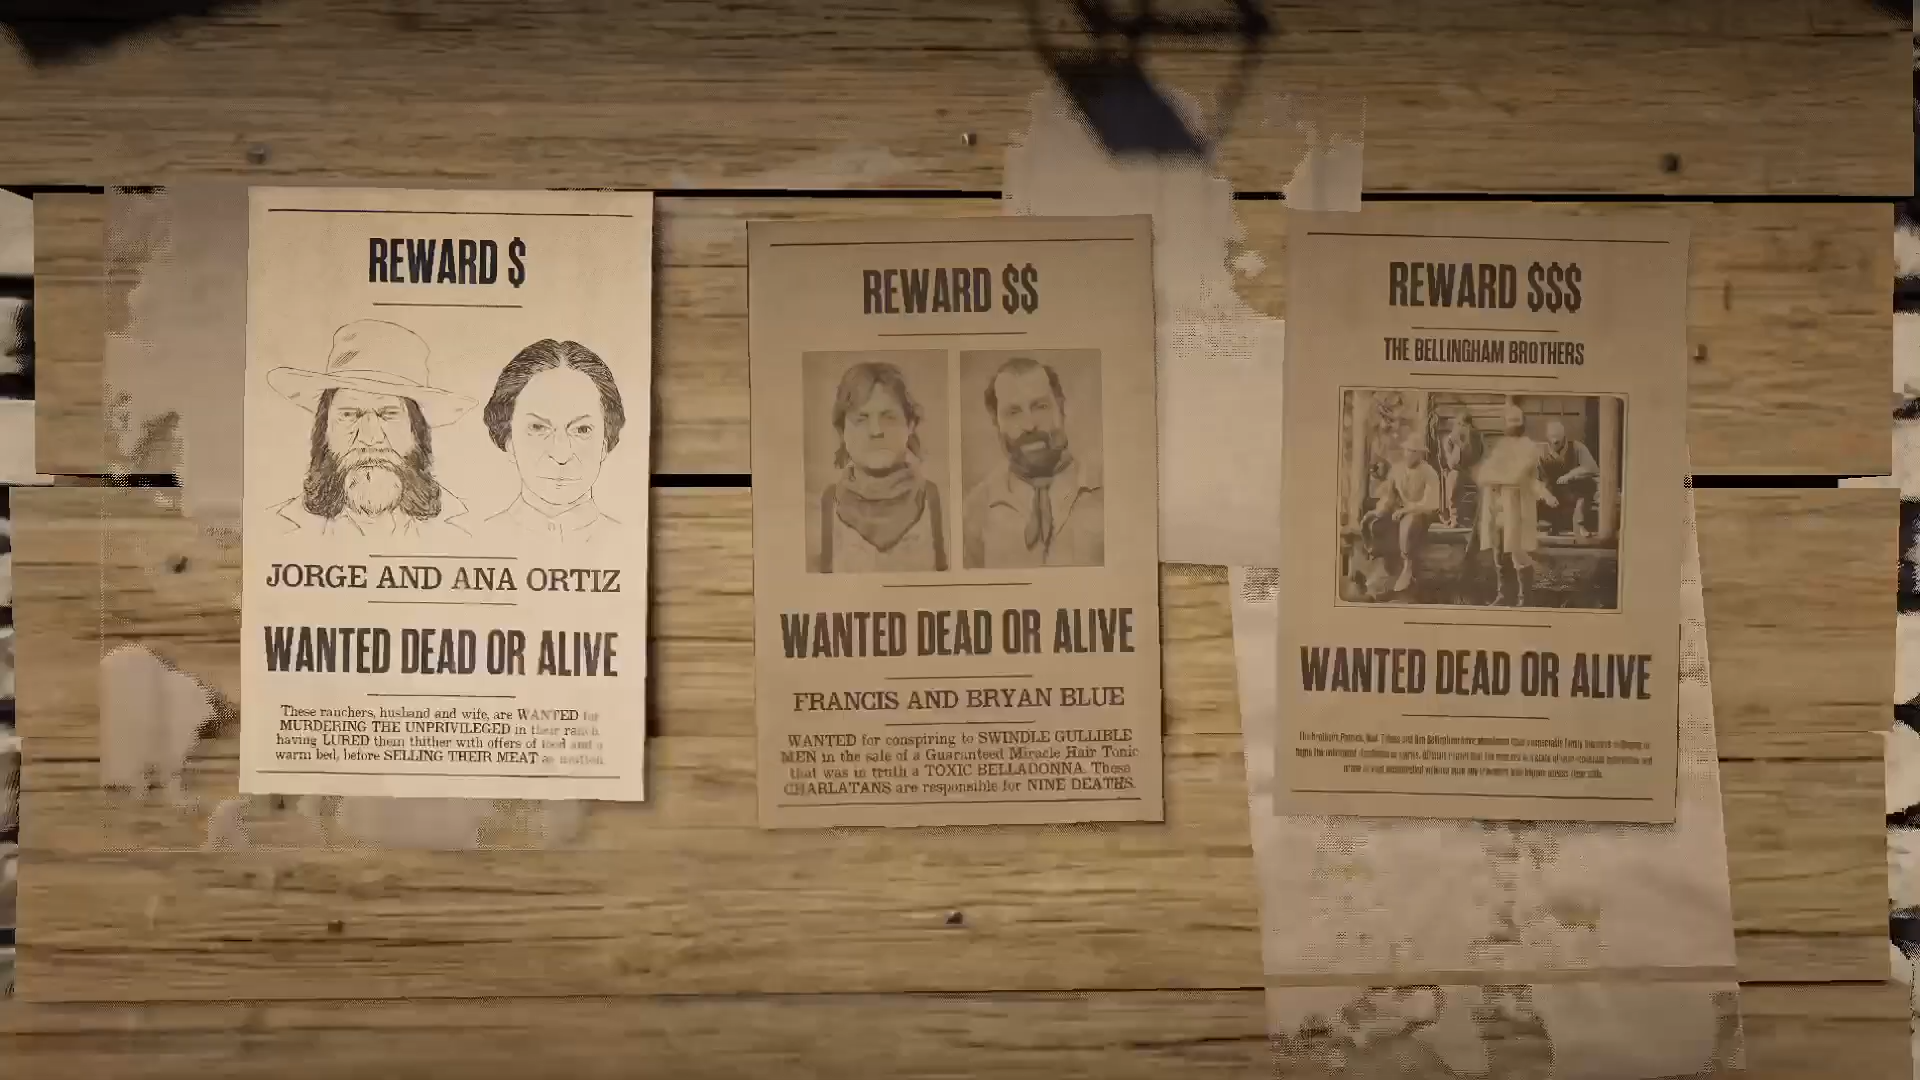 REWARD $
JORGE AND ANA ORTIZ
WANTED DEAD OR ALIVE
These ranchers, husband and wife, are WANTED for
MURDERING THE UNPRIVILEGED in their ranch,
having LURED them thither with offers of food and a
warm bed, before SELLING THEIR MEAT as mutton.
REWARD $$
WANTED DEAD OR ALIVE
FRANCIS AND BRYAN BLUE
WANTED for conspiring to SWINDLE GULLIBLE
MEN in the sale of a Guaranteed Miracle Hair Tonic
that was in truth a TOXIC BELLADONNA. These
CHARLATANS are responsible for NINE DEATHS.
REWARD $$$
THE BELLINGHAM BROTHERS
WANTED DEAD OR ALIVE